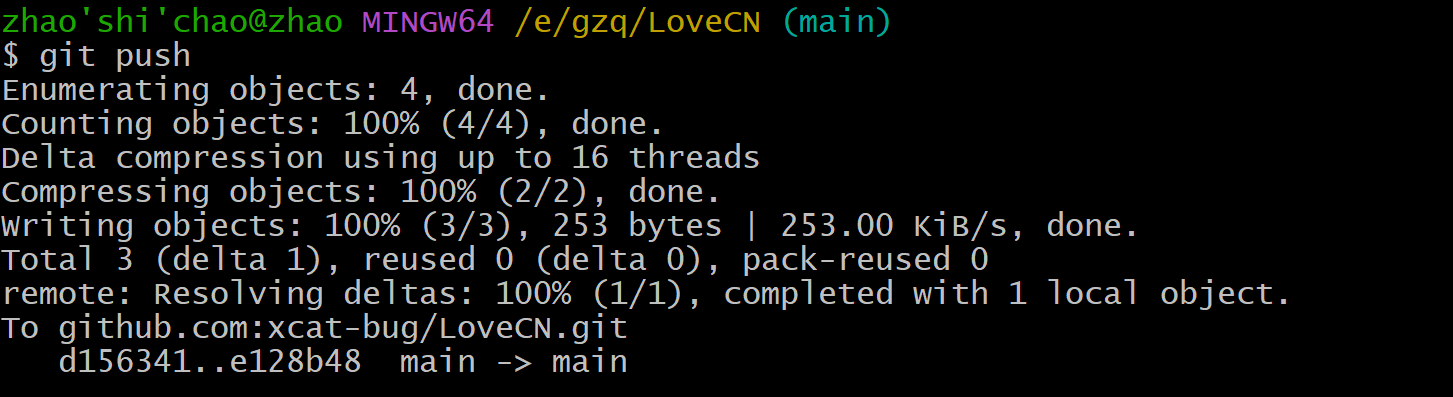 zhao'shi'chao@zhao MINGW64 /e/gzq/LoveCN (main)
$ git push
Enumerating objects: 4, done.
Counting objects: 100% (4/4), done.
Delta compression using up to 16 threads
Compressing objects: 100% (2/2), done.
Writing objects: 100% (3/3), 253 bytes | 253.00 KiB/s, done.
Total 3 (delta 1), reused 0 (delta 0), pack-reused 0
remote: Resolving deltas: 100% (1/1), completed with 1 local object.
To github.com:xcat-bug/LoveCN.git
   d156341..e128b48  main -> main